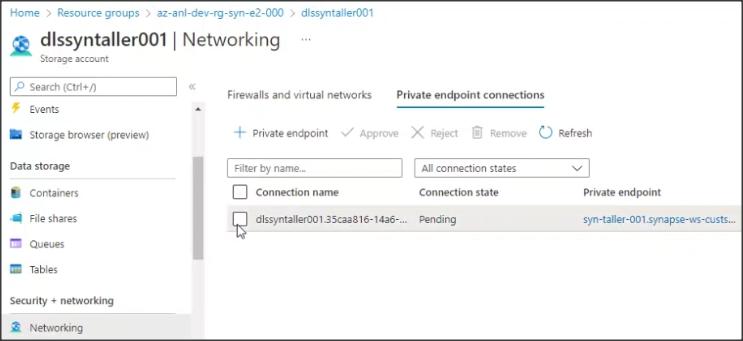 Home > Resource groups > az-anl-dev-rg-syn-e2-000 > dlssyntaller001
dlssyntaller001 | Networking ...
Storage account
Search (Ctrl+/) «
Events
Storage browser (preview)
Data storage
Containers
File shares
Queues
Tables
Security + networking
Networking
Firewalls and virtual networks Private endpoint connections
+ Private endpoint Approve Reject Remove Refresh
Filter by name... All connection states
Connection name Connection state Private endpoint
dlssyntaller001.35caa816-14a6-... Pending syn-taller-001.synapse-ws-custs...